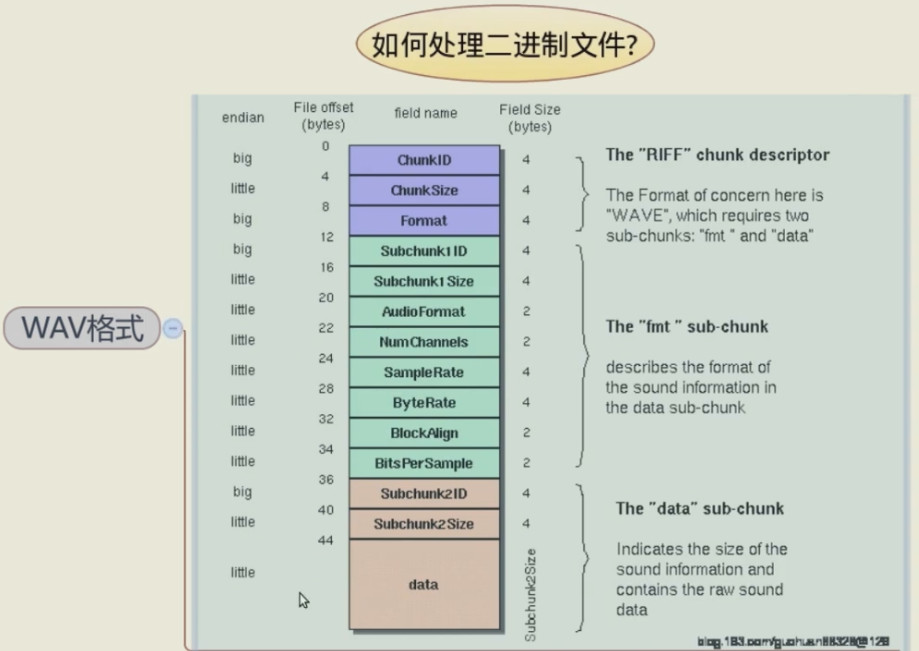 如何处理二进制文件?
WAV格式
endian File offset (bytes) field name Field Size (bytes)
0
big ChunkID 4
4
little ChunkSize 4
8
big Format 4
12
big Subchunk1ID 4
16
little Subchunk1Size 4
20
little AudioFormat 2
22
little NumChannels 2
24
little SampleRate 4
28
little ByteRate 4
32
little BlockAlign 2
34
little BitsPerSample 2
36
big Subchunk2ID 4
40
little Subchunk2Size 4
44
little data Subchunk2Size
The "RIFF" chunk descriptor
The Format of concern here is
"WAVE", which requires two
sub-chunks: "fmt " and "data"
The "fmt " sub-chunk
describes the format of
the sound information in
the data sub-chunk
The "data" sub-chunk
Indicates the size of the
sound information and
contains the raw sound
data